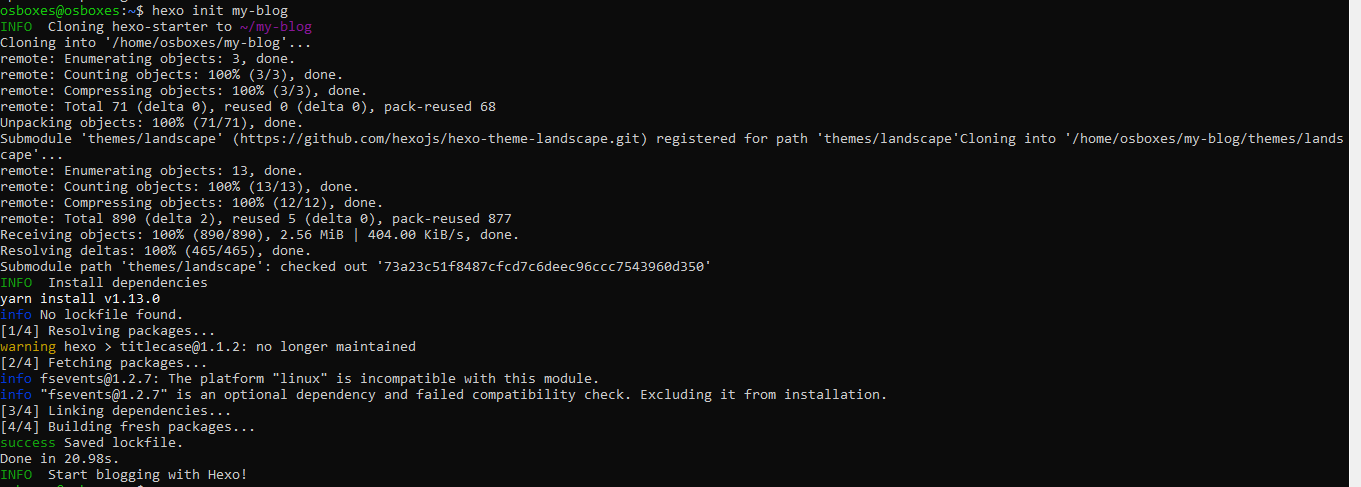 osboxes@osboxes:~$ hexo init my-blog
INFO  Cloning hexo-starter to ~/my-blog
Cloning into '/home/osboxes/my-blog'...
remote: Enumerating objects: 3, done.
remote: Counting objects: 100% (3/3), done.
remote: Compressing objects: 100% (3/3), done.
remote: Total 71 (delta 0), reused 0 (delta 0), pack-reused 68
Unpacking objects: 100% (71/71), done.
Submodule 'themes/landscape' (https://github.com/hexojs/hexo-theme-landscape.git) registered for path 'themes/landscape'Cloning into '/home/osboxes/my-blog/themes/lands
cape'...
remote: Enumerating objects: 13, done.
remote: Counting objects: 100% (13/13), done.
remote: Compressing objects: 100% (12/12), done.
remote: Total 890 (delta 2), reused 5 (delta 0), pack-reused 877
Receiving objects: 100% (890/890), 2.56 MiB | 404.00 KiB/s, done.
Resolving deltas: 100% (465/465), done.
Submodule path 'themes/landscape': checked out '73a23c51f8487cfcd7c6deec96ccc7543960d350'
INFO  Install dependencies
yarn install v1.13.0
info No lockfile found.
[1/4] Resolving packages...
warning hexo > titlecase@1.1.2: no longer maintained
[2/4] Fetching packages...
info fsevents@1.2.7: The platform "linux" is incompatible with this module.
info "fsevents@1.2.7" is an optional dependency and failed compatibility check. Excluding it from installation.
[3/4] Linking dependencies...
[4/4] Building fresh packages...
success Saved lockfile.
Done in 20.98s.
INFO  Start blogging with Hexo!